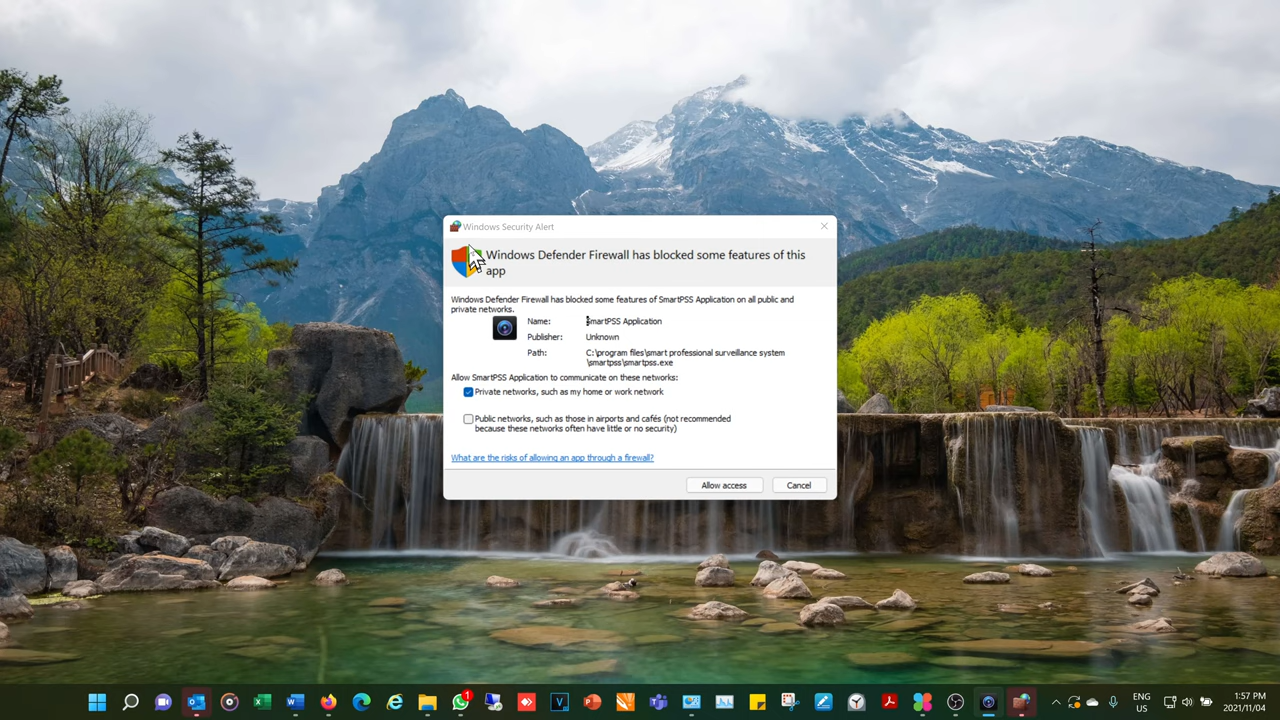 Windows Security Alert
Windows Defender Firewall has blocked some features of this
app
Windows Defender Firewall has blocked some features of SmartPSS Application on all public and
private networks.
Name: SmartPSS Application
Publisher: Unknown
Path: C:\program files\smart professional surveillance system
\smartpss\smartpss.exe
Allow SmartPSS Application to communicate on these networks:
Private networks, such as my home or work network
Public networks, such as those in airports and cafés (not recommended
because these networks often have little or no security)
What are the risks of allowing an app through a firewall?
Allow access Cancel
1
ENG
US
1:57 PM
2021/11/04